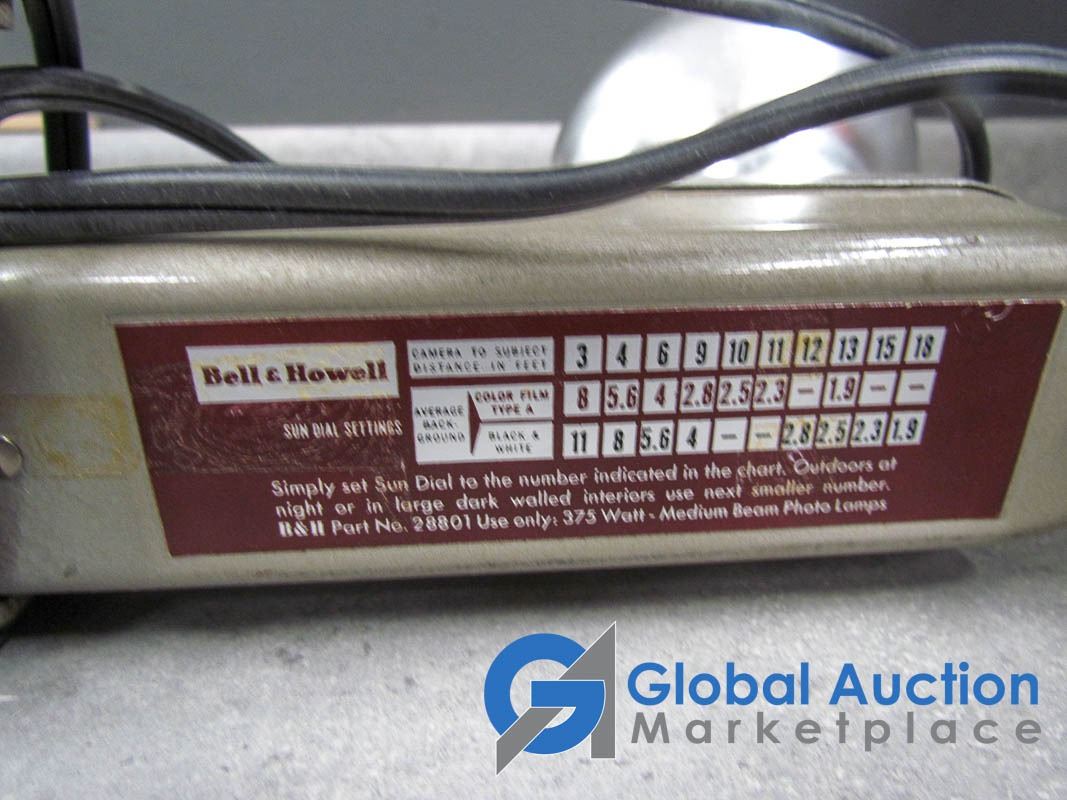 Bell & Howell
SUN DIAL SETTINGS
CAMERA TO SUBJECT
DISTANCE IN FEET
3 4 6 9 10 11 12 13 15 18
AVERAGE
BACK-
GROUND
COLOR FILM
TYPE A
8 5.6 4 2.8 2.5 2.3 – 1.9 – –
BLACK &
WHITE
11 8 5.6 4 – – 2.8 2.5 2.3 1.9
Simply set Sun Dial to the number indicated in the chart. Outdoors at
night or in large dark walled interiors use next smaller number.
B&H Part No. 28801 Use only: 375 Watt - Medium Beam Photo Lamps
Global Auction
Marketplace